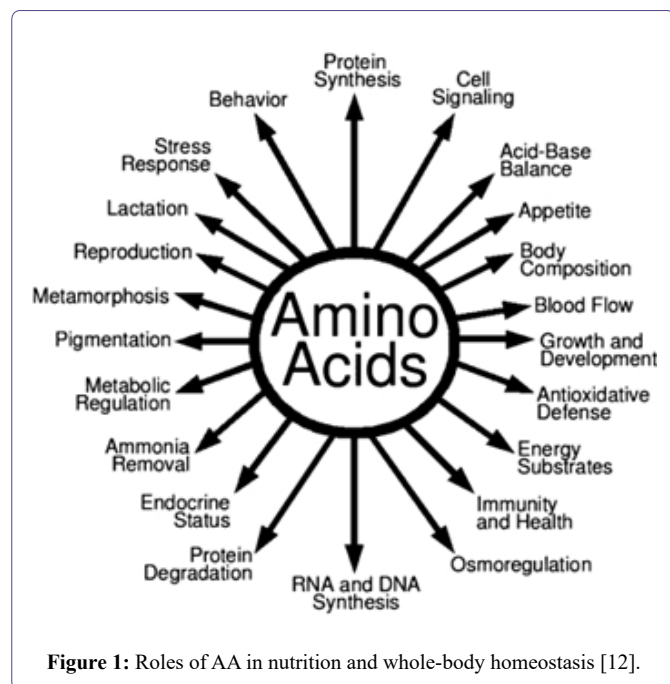 Protein
Synthesis
Cell
Signaling
Acid-Base
Balance
Appetite
Body
Composition
Blood Flow
Growth and
Development
Antioxidative
Defense
Energy
Substrates
Immunity
and Health
Osmoregulation
RNA and DNA
Synthesis
Protein
Degradation
Endocrine
Status
Ammonia
Removal
Metabolic
Regulation
Pigmentation
Metamorphosis
Reproduction
Lactation
Stress
Response
Behavior
Amino
Acids
Figure 1: Roles of AA in nutrition and whole-body homeostasis [12].